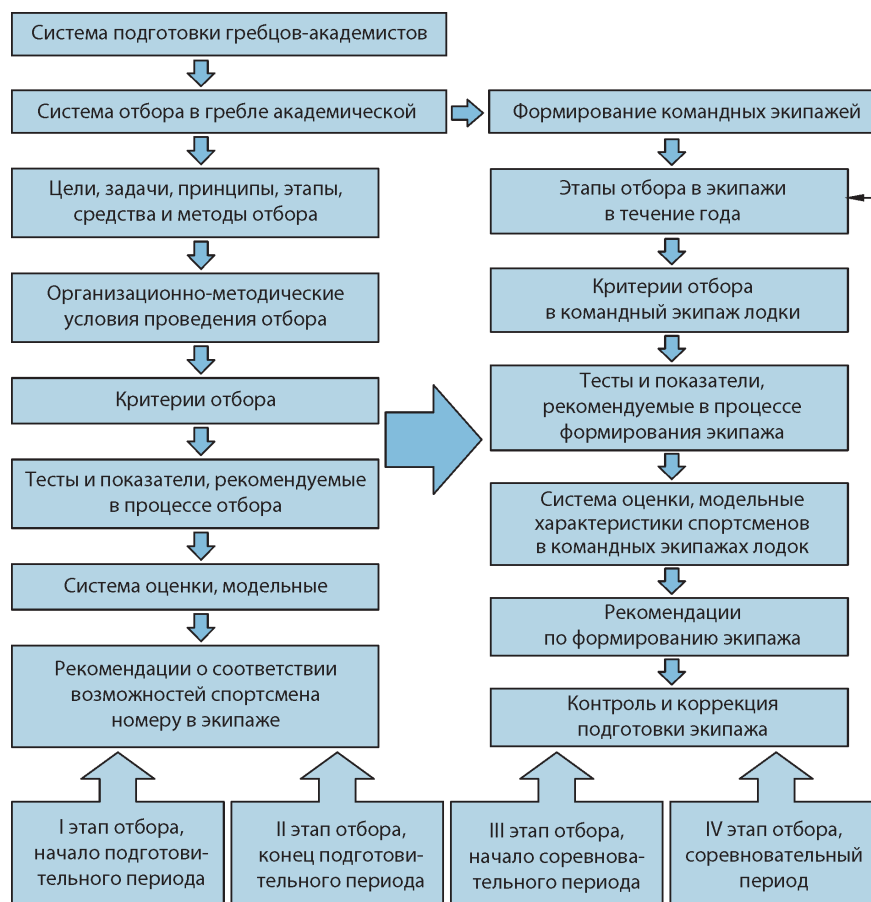 Система подготовки гребцов-академистов
Система отбора в гребле академической
Цели, задачи, принципы, этапы,
средства и методы отбора
Организационно-методические
условия проведения отбора
Критерии отбора
Тесты и показатели, рекомендуемые
в процессе отбора
Система оценки, модельные
Рекомендации о соответствии
возможностей спортсмена
номеру в экипаже
Формирование командных экипажей
Этапы отбора в экипажи
в течение года
Критерии отбора
в командный экипаж лодки
Тесты и показатели,
рекомендуемые в процессе
формирования экипажа
Система оценки, модельные
характеристики спортсменов
в командных экипажах лодок
Рекомендации
по формированию экипажа
Контроль и коррекция
подготовки экипажа
I этап отбора,
начало подготови-
тельного периода
II этап отбора,
конец подготови-
тельного периода
III этап отбора,
начало соревнова-
тельного периода
IV этап отбора,
соревновательный
период